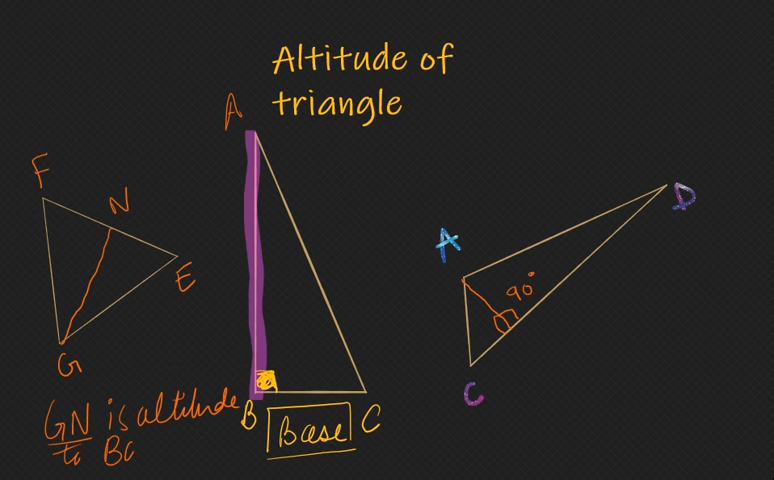 Altitude of
triangle
F
N
E
G
GN is altitude
to BC
A
B
Base
C
A
D
C
90°